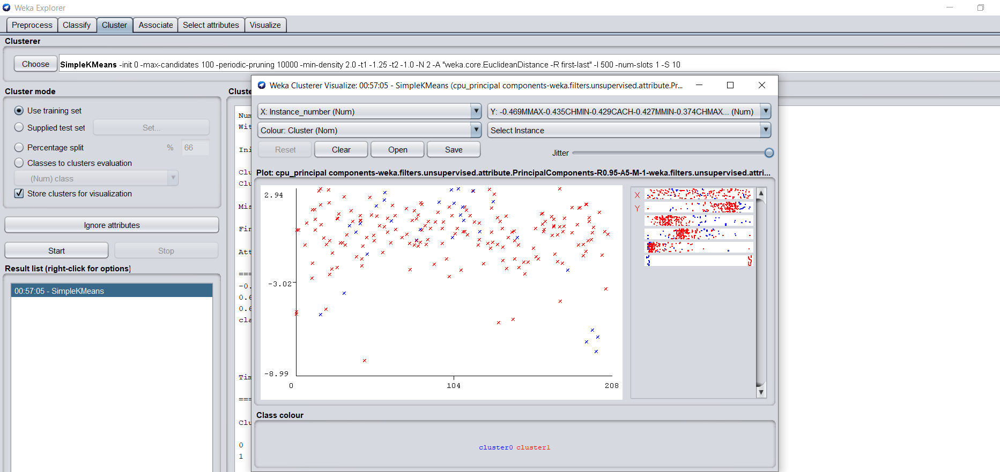 Weka Explorer
Preprocess Classify Cluster Associate Select attributes Visualize
Clusterer
Choose SimpleKMeans -init 0 -max-candidates 100 -periodic-pruning 10000 -min-density 2.0 -t1 -1.25 -t2 -1.0 -N 2 -A "weka.core.EuclideanDistance -R first-last" -I 500 -num-slots 1 -S 10
Cluster mode
Use training set
Supplied test set Set...
Percentage split % 66
Classes to clusters evaluation
(Num) class
Store clusters for visualization
Ignore attributes
Start Stop
Result list (right-click for options)
00:57:05 - SimpleKMeans
Cluste
Num
Wit
Ini
Clu
Clu
Mis
Fin
Att
===
-0.
0.6
0.6
cla
Tim
===
Clu
0
1
Weka Clusterer Visualize: 00:57:05 - SimpleKMeans (cpu_principal components-weka.filters.unsupervised.attribute.Pr...
X: Instance_number (Num) Y: -0.469MMAX-0.435CHMIN-0.429CACH-0.427MMIN-0.374CHMAX... (Num)
Colour: Cluster (Nom) Select Instance
Reset Clear Open Save Jitter
Plot: cpu_principal components-weka.filters.unsupervised.attribute.PrincipalComponents-R0.95-A5-M-1-weka.filters.unsupervised.attri...
2.94
-3.02
-8.99
0 104 208
X
Y
Class colour
cluster0 cluster1